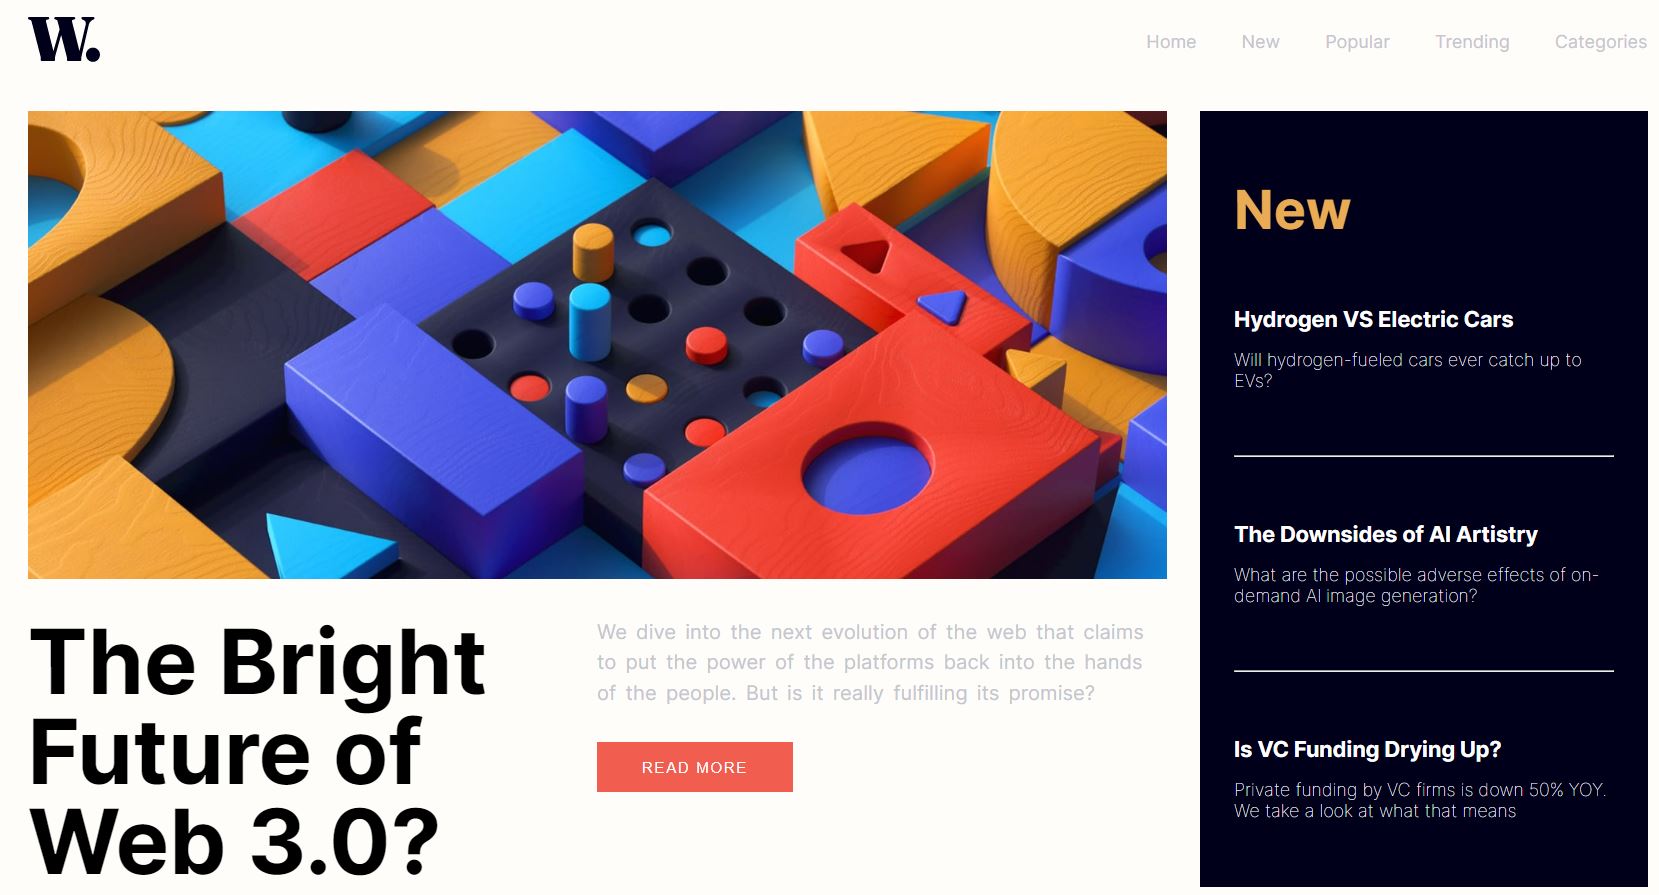 W.
Home New Popular Trending Categories
The Bright
Future of
Web 3.0?
We dive into the next evolution of the web that claims
to put the power of the platforms back into the hands
of the people. But is it really fulfilling its promise?
READ MORE
New
Hydrogen VS Electric Cars
Will hydrogen-fueled cars ever catch up to
EVs?
The Downsides of AI Artistry
What are the possible adverse effects of on-
demand AI image generation?
Is VC Funding Drying Up?
Private funding by VC firms is down 50% YOY.
We take a look at what that means